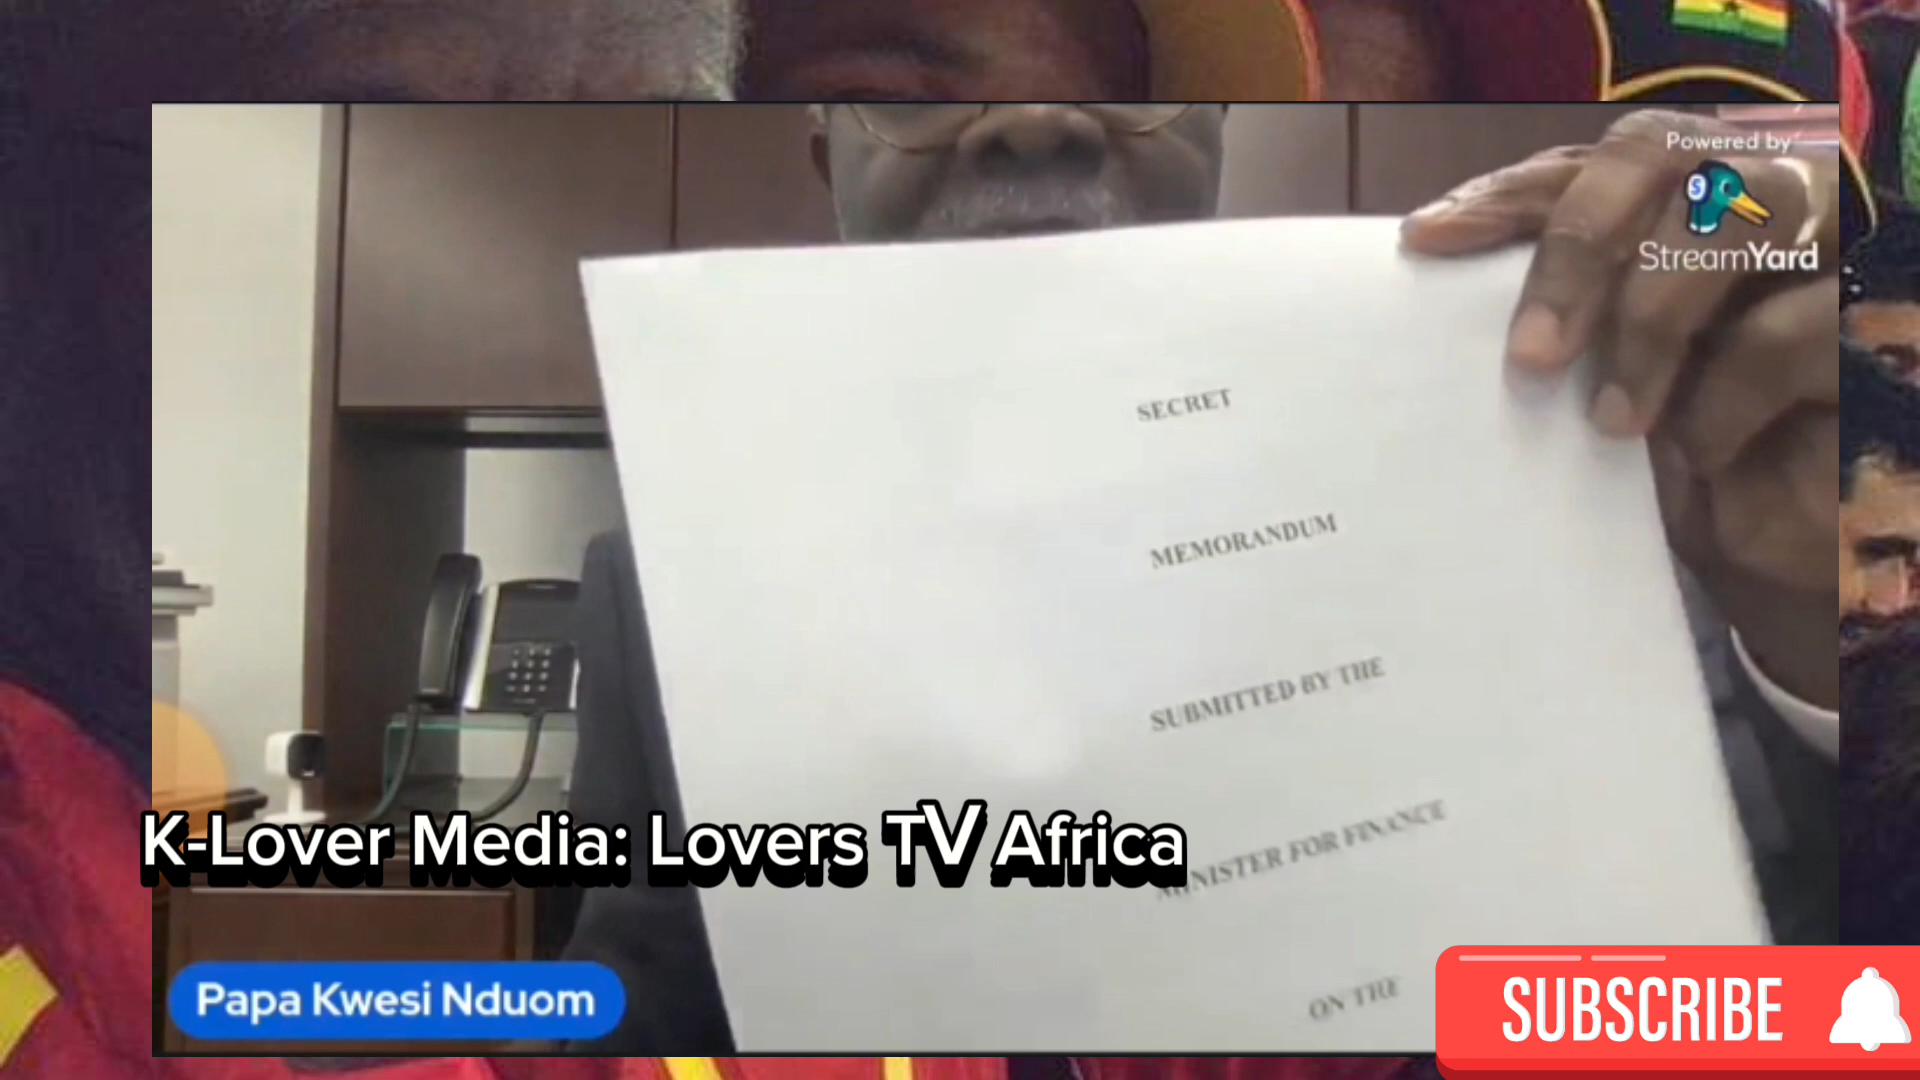 Powered by
StreamYard
SECRET
MEMORANDUM
SUBMITTED BY THE
MINISTER FOR FINANCE
ON THE
K-Lover Media: Lovers TV Africa
Papa Kwesi Nduom
SUBSCRIBE